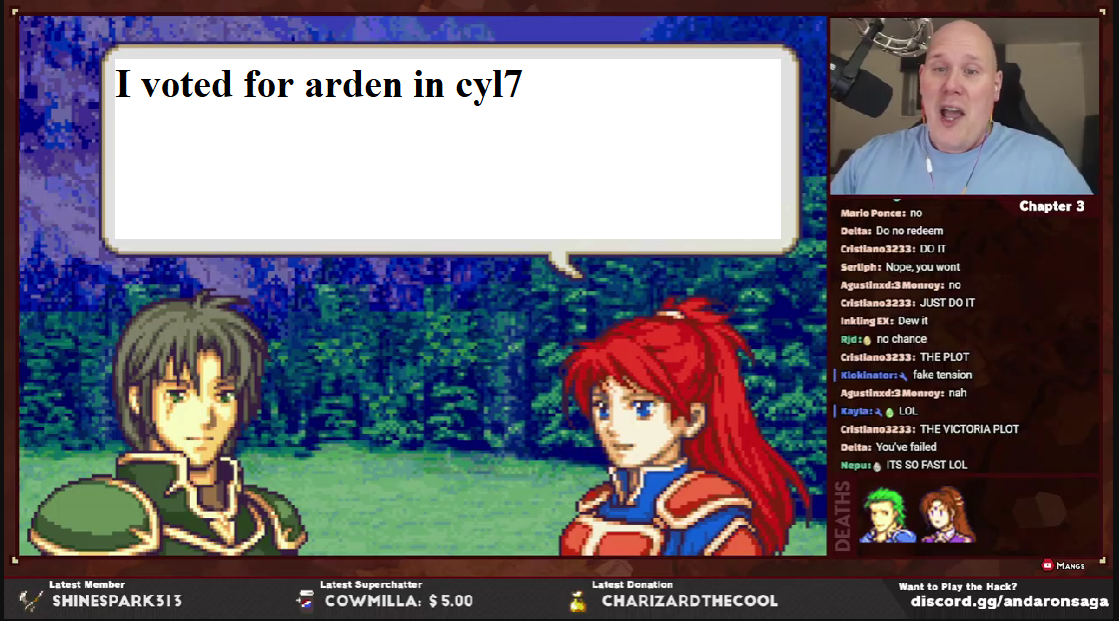 I voted for arden in cyl7
Chapter 3
Mario Ponce: no
Delta: Do no redeem
Cristiano3233: DO IT
Serliph: Nope, you wont
Agustinxd:3 Monroy: no
Cristiano3233: JUST DO IT
Inkling EX: Dew it
Rjd: no chance
Cristiano3233: THE PLOT
Klokinator: fake tension
Agustinxd:3 Monroy: nah
Kayla: LOL
Cristiano3233: THE VICTORIA PLOT
Delta: You've failed
Nepu: ITS SO FAST LOL
DEATHS
MANGS
Latest Member
SHINESPARK313
Latest Superchatter
COWMILLA: $5.00
Latest Donation
CHARIZARDTHECOOL
Want to Play the Hack?
discord.gg/andaronsaga